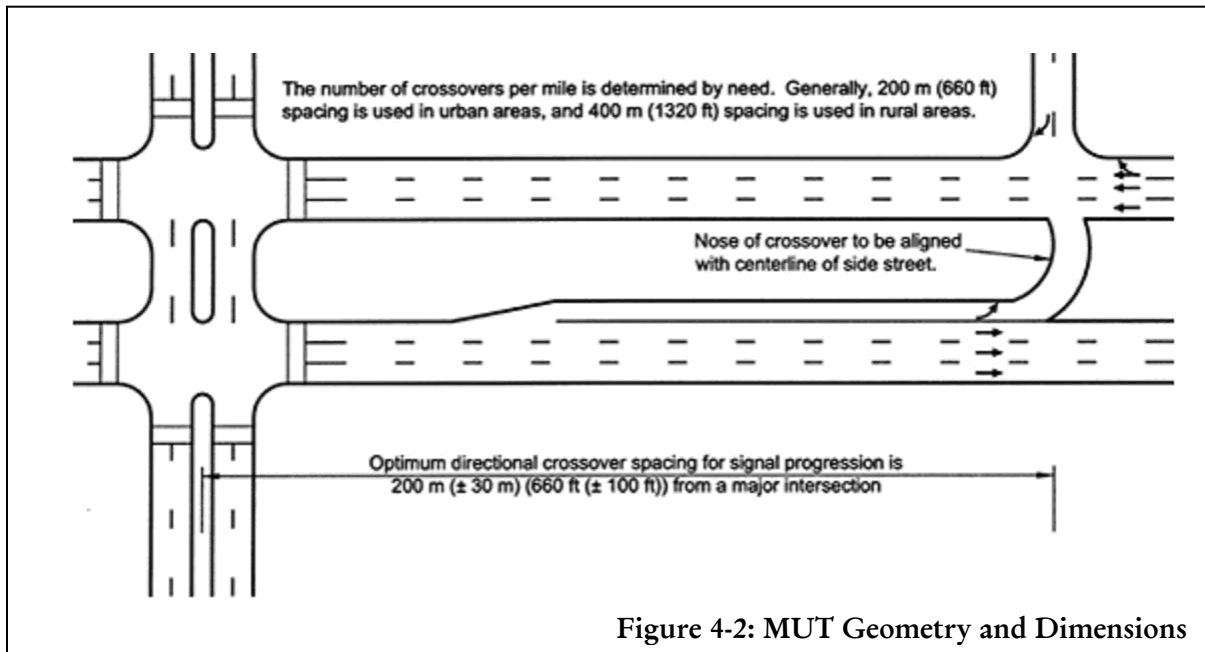 The number of crossovers per mile is determined by need. Generally, 200 m (660 ft)
spacing is used in urban areas, and 400 m (1320 ft) spacing is used in rural areas.
Nose of crossover to be aligned
with centerline of side street.
Optimum directional crossover spacing for signal progression is
200 m (± 30 m) (660 ft (± 100 ft)) from a major intersection
Figure 4-2: MUT Geometry and Dimensions